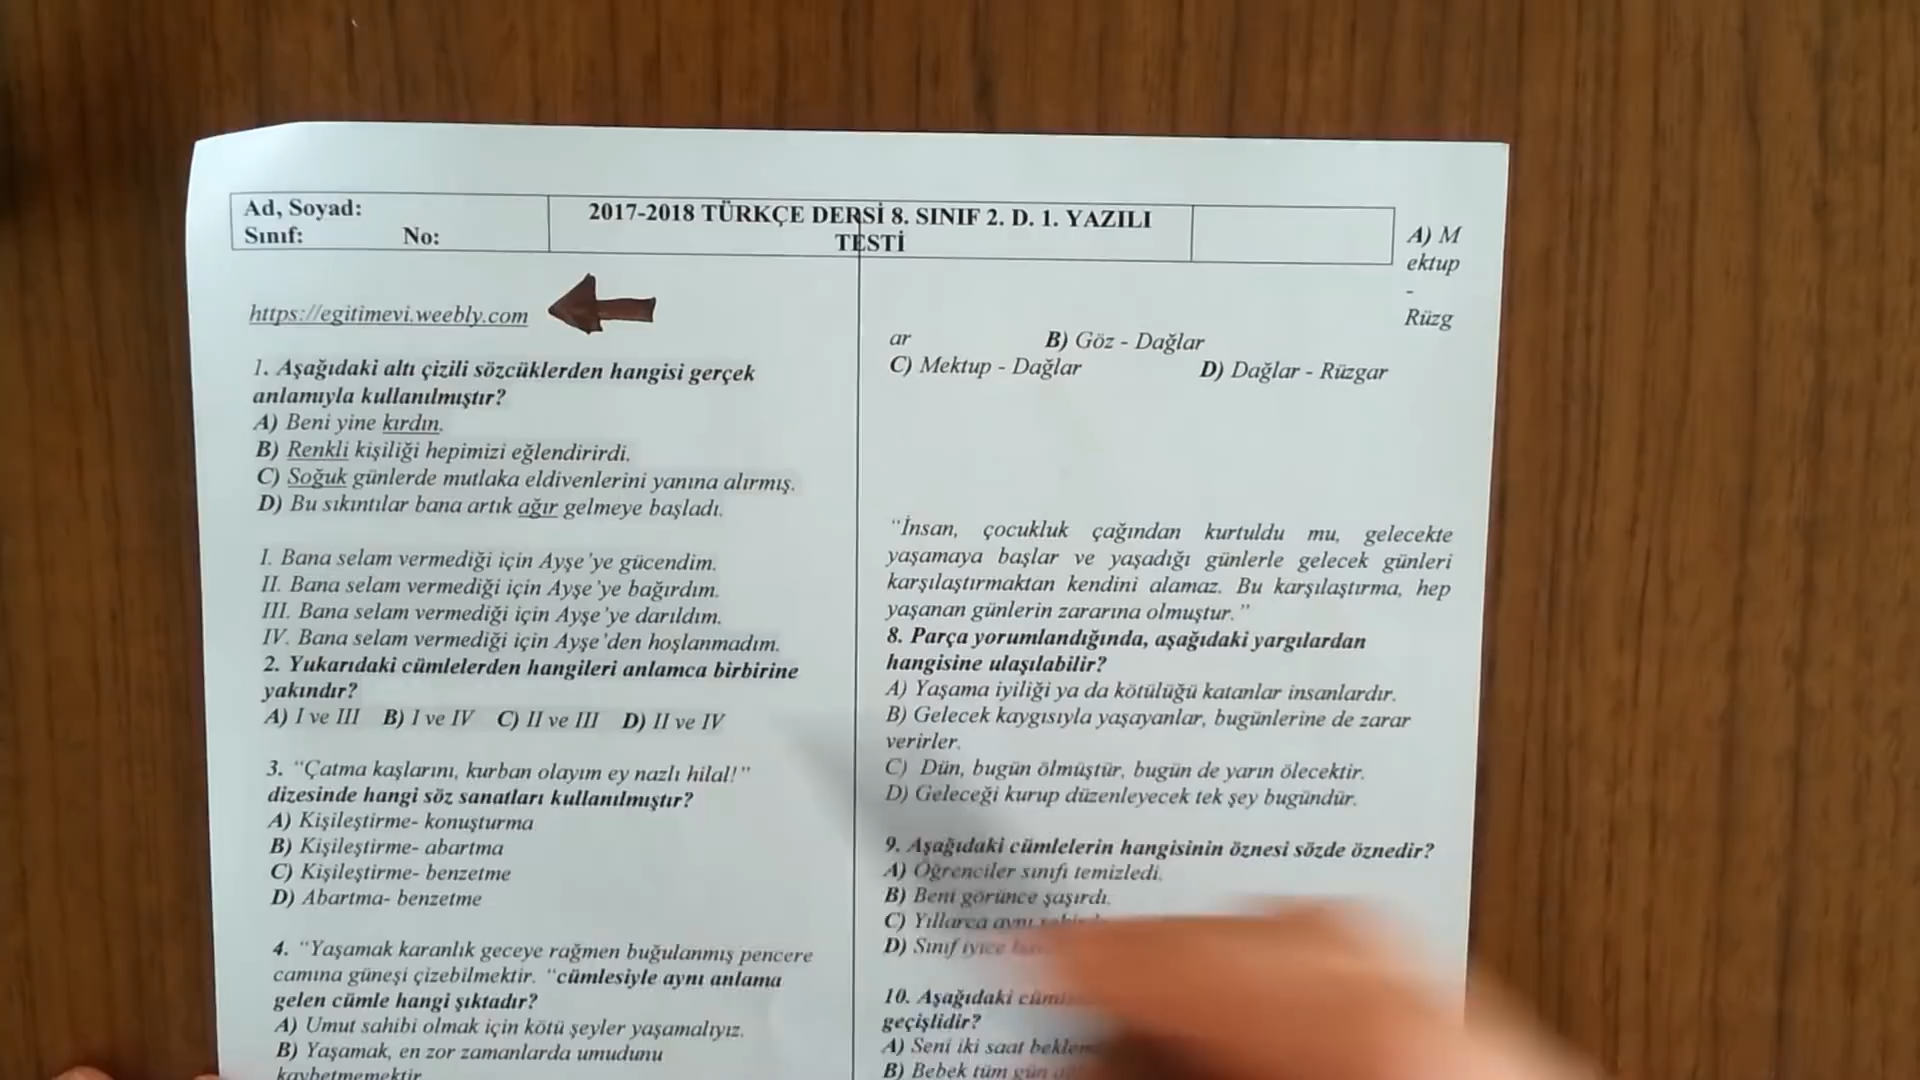 Ad, Soyad:
Sınıf: No:
2017-2018 TÜRKÇE DERSİ 8. SINIF 2. D. 1. YAZILI
TESTİ
https://egitimevi.weebly.com
1. Aşağıdaki altı çizili sözcüklerden hangisi gerçek
anlamıyla kullanılmıştır?
A) Beni yine kırdın.
B) Renkli kişiliği hepimizi eğlendirirdi.
C) Soğuk günlerde mutlaka eldivenlerini yanına alırmış.
D) Bu sıkıntılar bana artık ağır gelmeye başladı.
I. Bana selam vermediği için Ayşe'ye gücendim.
II. Bana selam vermediği için Ayşe'ye bağırdım.
III. Bana selam vermediği için Ayşe'ye darıldım.
IV. Bana selam vermediği için Ayşe'den hoşlanmadım.
2. Yukarıdaki cümlelerden hangileri anlamca birbirine
yakındır?
A) I ve III B) I ve IV C) II ve III D) II ve IV
3. "Çatma kaşlarını, kurban olayım ey nazlı hilal!"
dizesinde hangi söz sanatları kullanılmıştır?
A) Kişileştirme- konuşturma
B) Kişileştirme- abartma
C) Kişileştirme- benzetme
D) Abartma- benzetme
4. "Yaşamak karanlık geceye rağmen buğulanmış pencere
camına güneşi çizebilmektir. "cümlesiyle aynı anlama
gelen cümle hangi şıktadır?
A) Umut sahibi olmak için kötü şeyler yaşamalıyız.
B) Yaşamak, en zor zamanlarda umudunu
kaybetmemektir.
A) M
ektup
-
Rüzg
ar B) Göz - Dağlar
C) Mektup - Dağlar D) Dağlar - Rüzgar
"İnsan, çocukluk çağından kurtuldu mu, gelecekte
yaşamaya başlar ve yaşadığı günlerle gelecek günleri
karşılaştırmaktan kendini alamaz. Bu karşılaştırma, hep
yaşanan günlerin zararına olmuştur."
8. Parça yorumlandığında, aşağıdaki yargılardan
hangisine ulaşılabilir?
A) Yaşama iyiliği ya da kötülüğü katanlar insanlardır.
B) Gelecek kaygısıyla yaşayanlar, bugünlerine de zarar
verirler.
C) Dün, bugün ölmüştür, bugün de yarın ölecektir.
D) Geleceği kurup düzenleyecek tek şey bugündür.
9. Aşağıdaki cümlelerin hangisinin öznesi sözde öznedir?
A) Öğrenciler sınıfı temizledi.
B) Beni görünce şaşırdı.
C) Yıllarca aynı
D) Sınıf iyice
10. Aşağıdaki
geçişlidir?
A) Seni iki saat
B) Bebek tüm gün